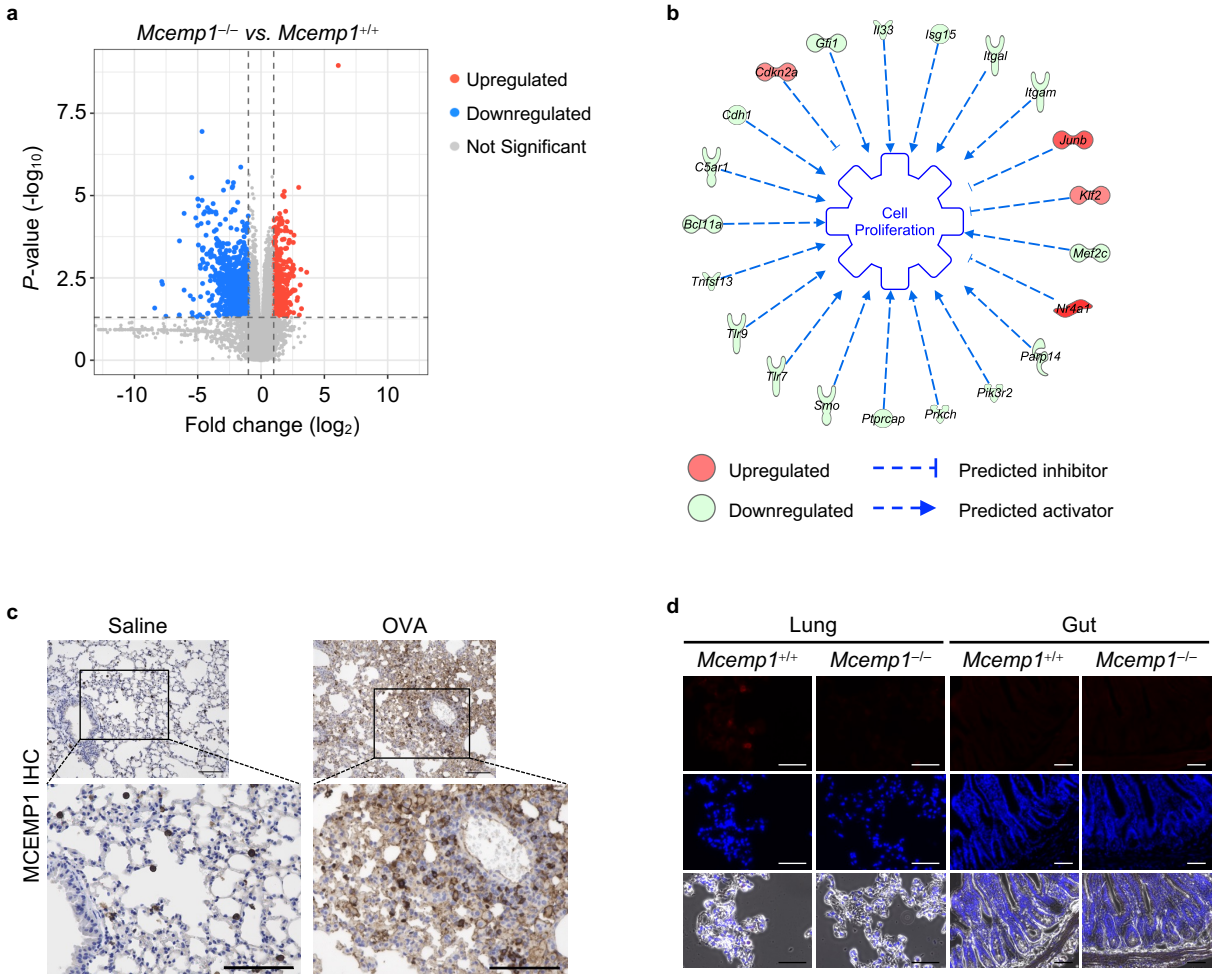 a
Mcemp1–/– vs. Mcemp1+/+
7.5
5
2.5
0
P-value (-log10)
-10 -5 0 5 10
Fold change (log2)
Upregulated
Downregulated
Not Significant
b
Il33
Isg15
Gfi1
Itgal
Cdkn2a
Itgam
Cdh1
Junb
C5ar1
Klf2
Bcl11a
Cell
Proliferation
Mef2c
Tnfsf13
Nr4a1
Tlr9
Parp14
Tlr7
Pik3r2
Smo
Ptprcap
Prkch
Upregulated
Predicted inhibitor
Downregulated
Predicted activator
c
Saline OVA
MCEMP1 IHC
d
Lung Gut
Mcemp1+/+ Mcemp1–/– Mcemp1+/+ Mcemp1–/–